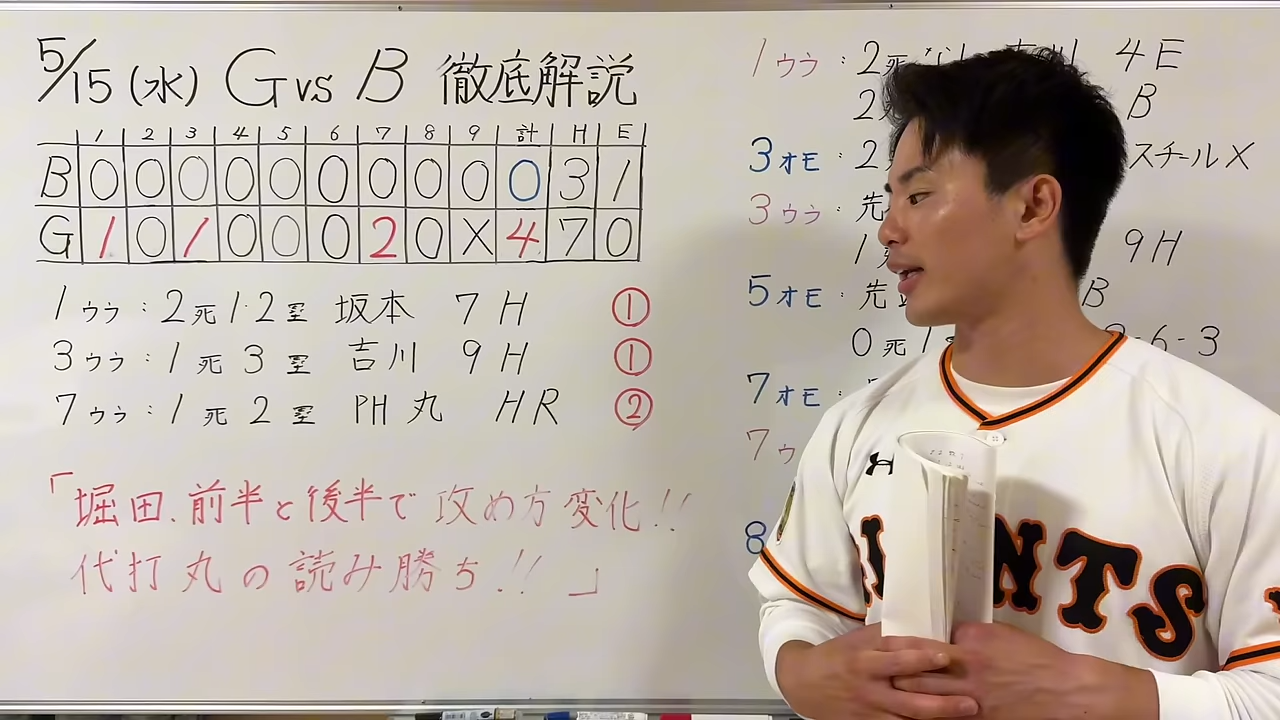 5/15(水) G vs B 徹底解説
1 2 3 4 5 6 7 8 9 計 H E
B 0 0 0 0 0 0 0 0 0 0 3 1
G 1 0 1 0 0 0 2 0 X 4 7 0
1ウラ:2死1・2塁 坂本 7H ①
3ウラ:1死3塁 吉川 9H ①
7ウラ:1死2塁 PH丸 HR ②
「堀田、前半と後半で攻め方変化!!
代打丸の読み勝ち!!」
1ウラ:2死 4E
2 B
3オモ:2 スチールX
3ウラ:先
1 9H
5オモ:先 B
0死1 -6-3
7オモ:
7ウ
8
NTS